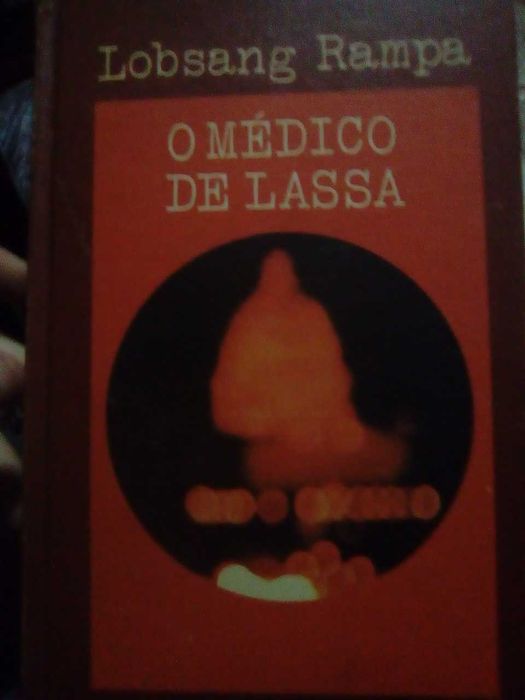 Lobsang Rampa
O MÉDICO
DE LASSA